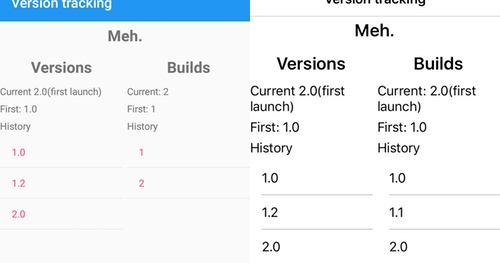 Version tracking
Meh.
Versions
Builds
Current 2.0(first launch)
First: 1.0
History
1.0
1.2
2.0
Current: 2
First: 1
History
1
2
Version tracking
Meh.
Versions
Builds
Current 2.0(first
launch)
First: 1.0
History
1.0
1.2
2.0
Current: 2.0(first
launch)
First: 1.0
History
1.0
1.1
2.0